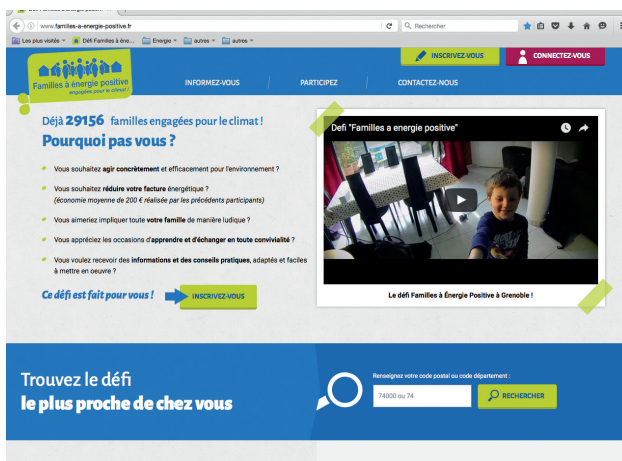 www.familles-a-energie-positive.fr
Rechercher
Les plus visités
Défi Familles à éne...
Energie
autres
autres
INSCRIVEZ-VOUS
CONNECTEZ-VOUS
Familles à énergie positive
engagées pour le climat !
INFORMEZ-VOUS
PARTICIPEZ
CONTACTEZ-NOUS
Déjà 29156 familles engagées pour le climat !
Pourquoi pas vous ?
Vous souhaitez agir concrètement et efficacement pour l'environnement ?
Vous souhaitez réduire votre facture énergétique ?
(économie moyenne de 200 € réalisée par les précédents participants)
Vous aimeriez impliquer toute votre famille de manière ludique ?
Vous appréciez les occasions d'apprendre et d'échanger en toute convivialité ?
Vous voulez recevoir des informations et des conseils pratiques, adaptés et faciles
à mettre en oeuvre ?
Ce défi est fait pour vous !
INSCRIVEZ-VOUS
Defi "Familles a energie positive"
Le défi Familles à Énergie Positive à Grenoble !
Trouvez le défi
le plus proche de chez vous
Renseignez votre code postal ou code département :
74000 ou 74
RECHERCHER